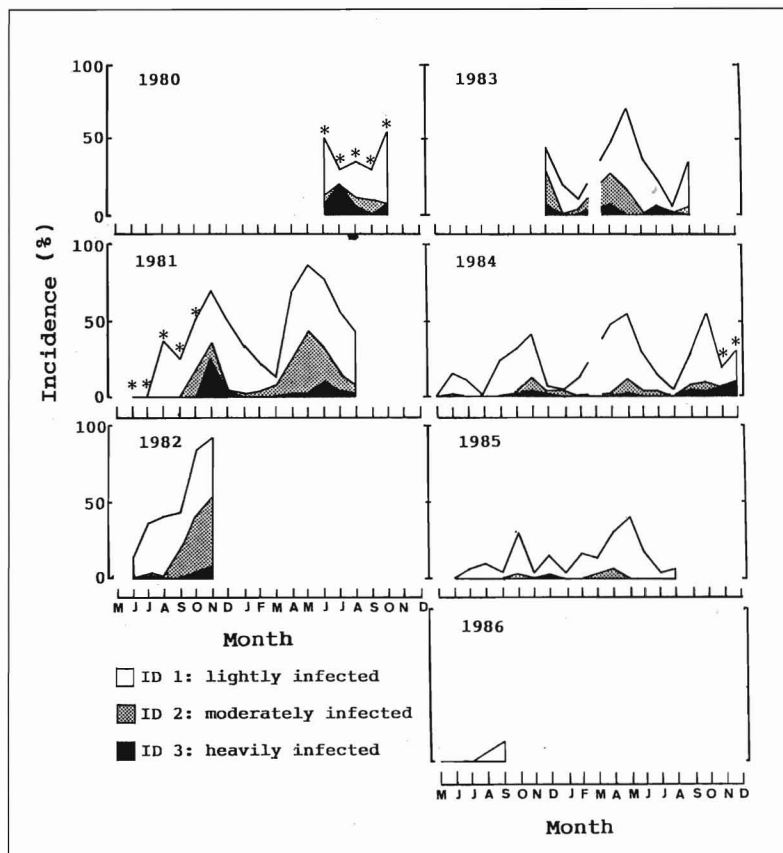 100
1980
50
0
* * * * *
1983
Incidence (%)
100
1981
50
0
* * * * *
1984
* *
100
1982
50
0
M J J A S O N D J F M A M J J A S O N D
Month
1985
ID 1: lightly infected
ID 2: moderately infected
ID 3: heavily infected
1986
M J J A S O N D J F M A M J J A S O N D
Month